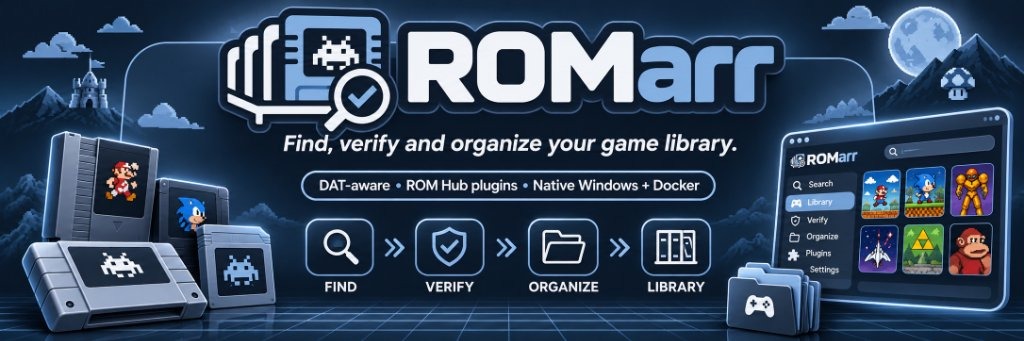 ROMarr
Find, verify and organize your game library.
DAT-aware • ROM Hub plugins • Native Windows + Docker
FIND
VERIFY
ORGANIZE
LIBRARY
ROMarr
Search
Library
Verify
Organize
Plugins
Settings